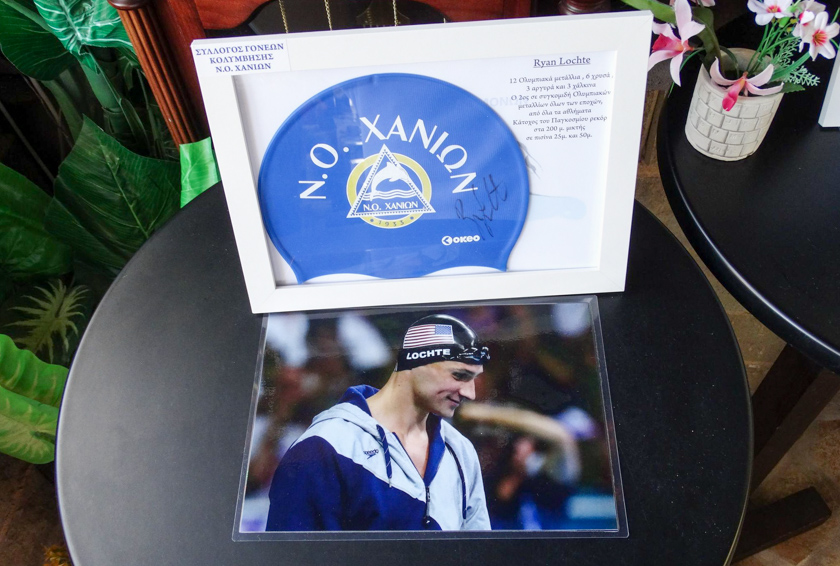 ΣΥΛΛΟΓΟΣ ΓΟΝΕΩΝ
ΚΟΛΥΜΒΗΣΗΣ
Ν.Ο. ΧΑΝΙΩΝ
Ryan Lochte
12 Ολυμπιακά μετάλλια , 6 χρυσά
3 αργυρά και 3 χάλκινα
Ο 2ος σε συγκομιδή Ολυμπιακών
μεταλλίων όλων των εποχών,
από όλα τα αθλήματα
Κάτοχος του Παγκοσμίου ρεκόρ
στα 200 μ. μικτής
σε πισίνα 25μ. και 50μ.
Ν.Ο. ΧΑΝΙΩΝ
Ν.Ο. ΧΑΝΙΩΝ
1953
OKEO
LOCHTE
speedo